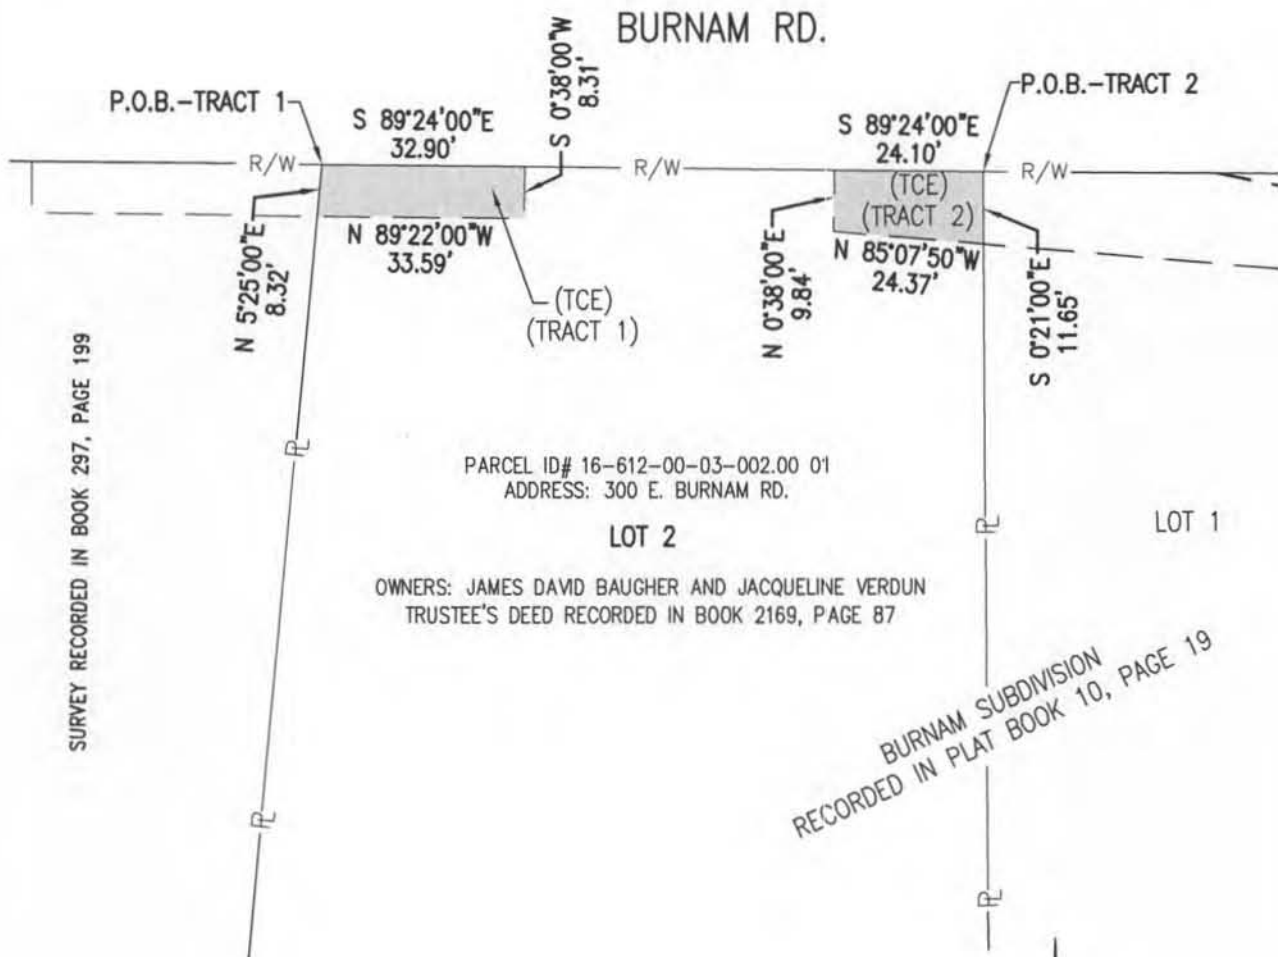 BURNAM RD.
P.O.B.-TRACT 1
S 89°24'00"E
32.90'
S 0°38'00"W
8.31'
S 89°24'00"E
24.10'
P.O.B.-TRACT 2
R/W
R/W
R/W
(TCE)
(TRACT 2)
N 5°25'00"E
8.32'
N 89°22'00"W
33.59'
(TCE)
(TRACT 1)
N 0°38'00"E
9.84'
N 85°07'50"W
24.37'
S 0°21'00"E
11.65'
SURVEY RECORDED IN BOOK 297, PAGE 199
PL
PARCEL ID# 16-612-00-03-002.00 01
ADDRESS: 300 E. BURNAM RD.
LOT 2
PL
LOT 1
OWNERS: JAMES DAVID BAUGHER AND JACQUELINE VERDUN
TRUSTEE'S DEED RECORDED IN BOOK 2169, PAGE 87
BURNAM SUBDIVISION
RECORDED IN PLAT BOOK 10, PAGE 19
PL
PL